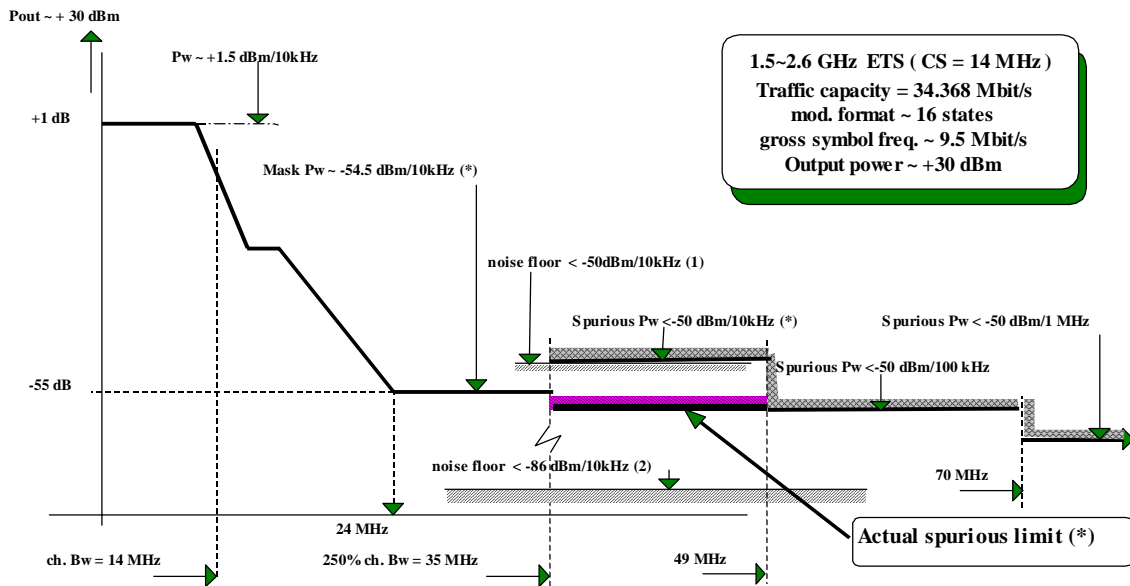 Pout ~ + 30 dBm
Pw ~ +1.5 dBm/10kHz
1.5~2.6 GHz ETS ( CS = 14 MHz )
Traffic capacity = 34.368 Mbit/s
mod. format ~ 16 states
gross symbol freq. ~ 9.5 Mbit/s
Output power ~ +30 dBm
+1 dB
Mask Pw ~ -54.5 dBm/10kHz (*)
noise floor < -50dBm/10kHz (1)
Spurious Pw <-50 dBm/10kHz (*)
Spurious Pw <-50 dBm/1 MHz
Spurious Pw <-50 dBm/100 kHz
-55 dB
noise floor < -86 dBm/10kHz (2)
70 MHz
24 MHz
Actual spurious limit (*)
ch. Bw = 14 MHz
250% ch. Bw = 35 MHz
49 MHz